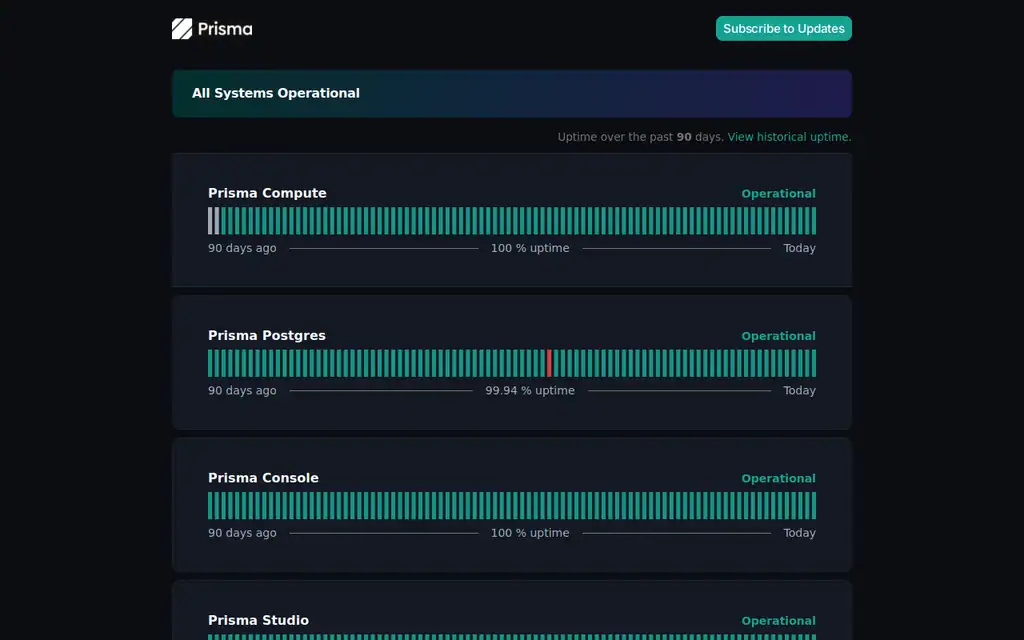 Prisma
Subscribe to Updates
All Systems Operational
Uptime over the past 90 days. View historical uptime.
Prisma Compute
Operational
90 days ago
100 % uptime
Today
Prisma Postgres
Operational
90 days ago
99.94 % uptime
Today
Prisma Console
Operational
90 days ago
100 % uptime
Today
Prisma Studio
Operational